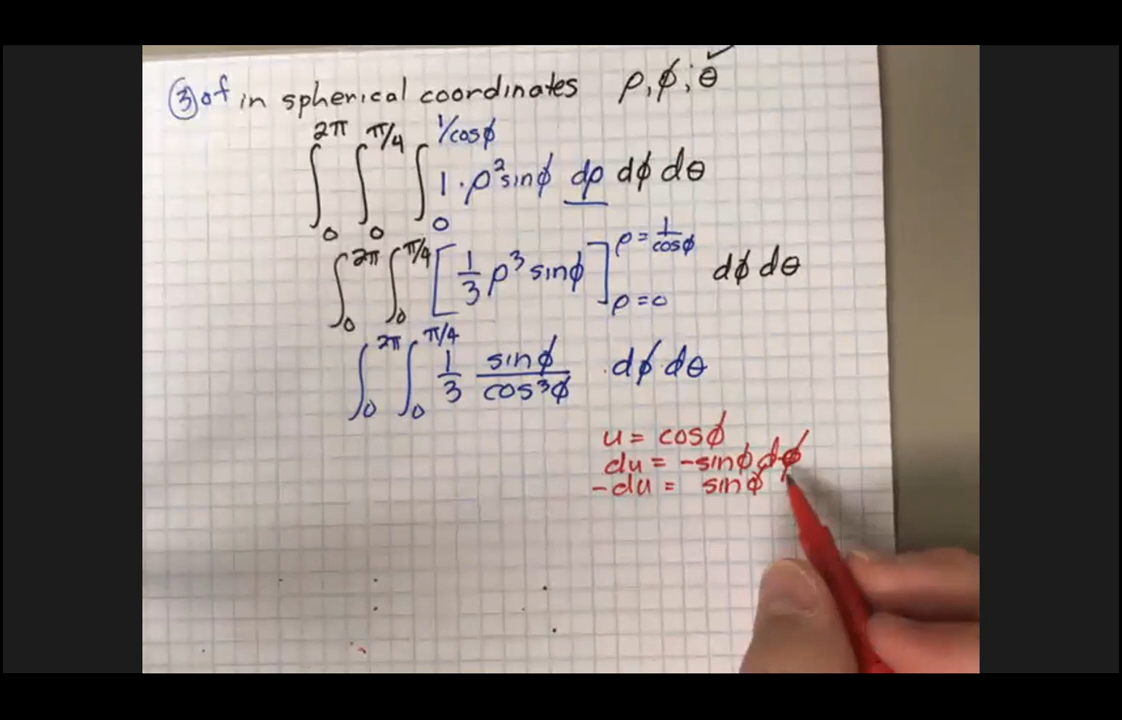 ③ of in spherical coordinates ρ, ϕ, θ ✓
∫₀^2π ∫₀^π/4 ∫₀^1/cosϕ 1 · ρ² sinϕ dρ dϕ dθ
∫₀^2π ∫₀^π/4 [1/3 ρ³ sinϕ]_ρ=0^ρ=1/cosϕ dϕ dθ
∫₀^2π ∫₀^π/4 1/3 sinϕ/cos³ϕ · dϕ dθ
u = cosϕ
du = -sinϕ dϕ
-du = sinϕ